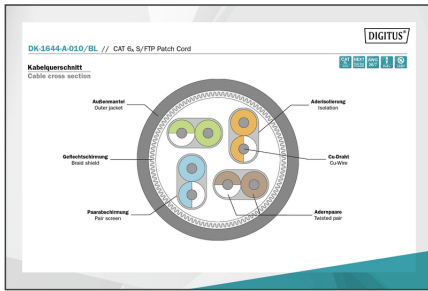 DIGITUS®
DK-1644-A-010/BL // CAT 6A S/FTP Patch Cord
Kabelquerschnitt
Cable cross section
Außenmantel
Outer jacket
Geflechtschirmung
Braid shield
Paarabschirmung
Pair screen
Aderisolierung
Isolation
Cu-Draht
Cu-Wire
Adernpaare
Twisted pair